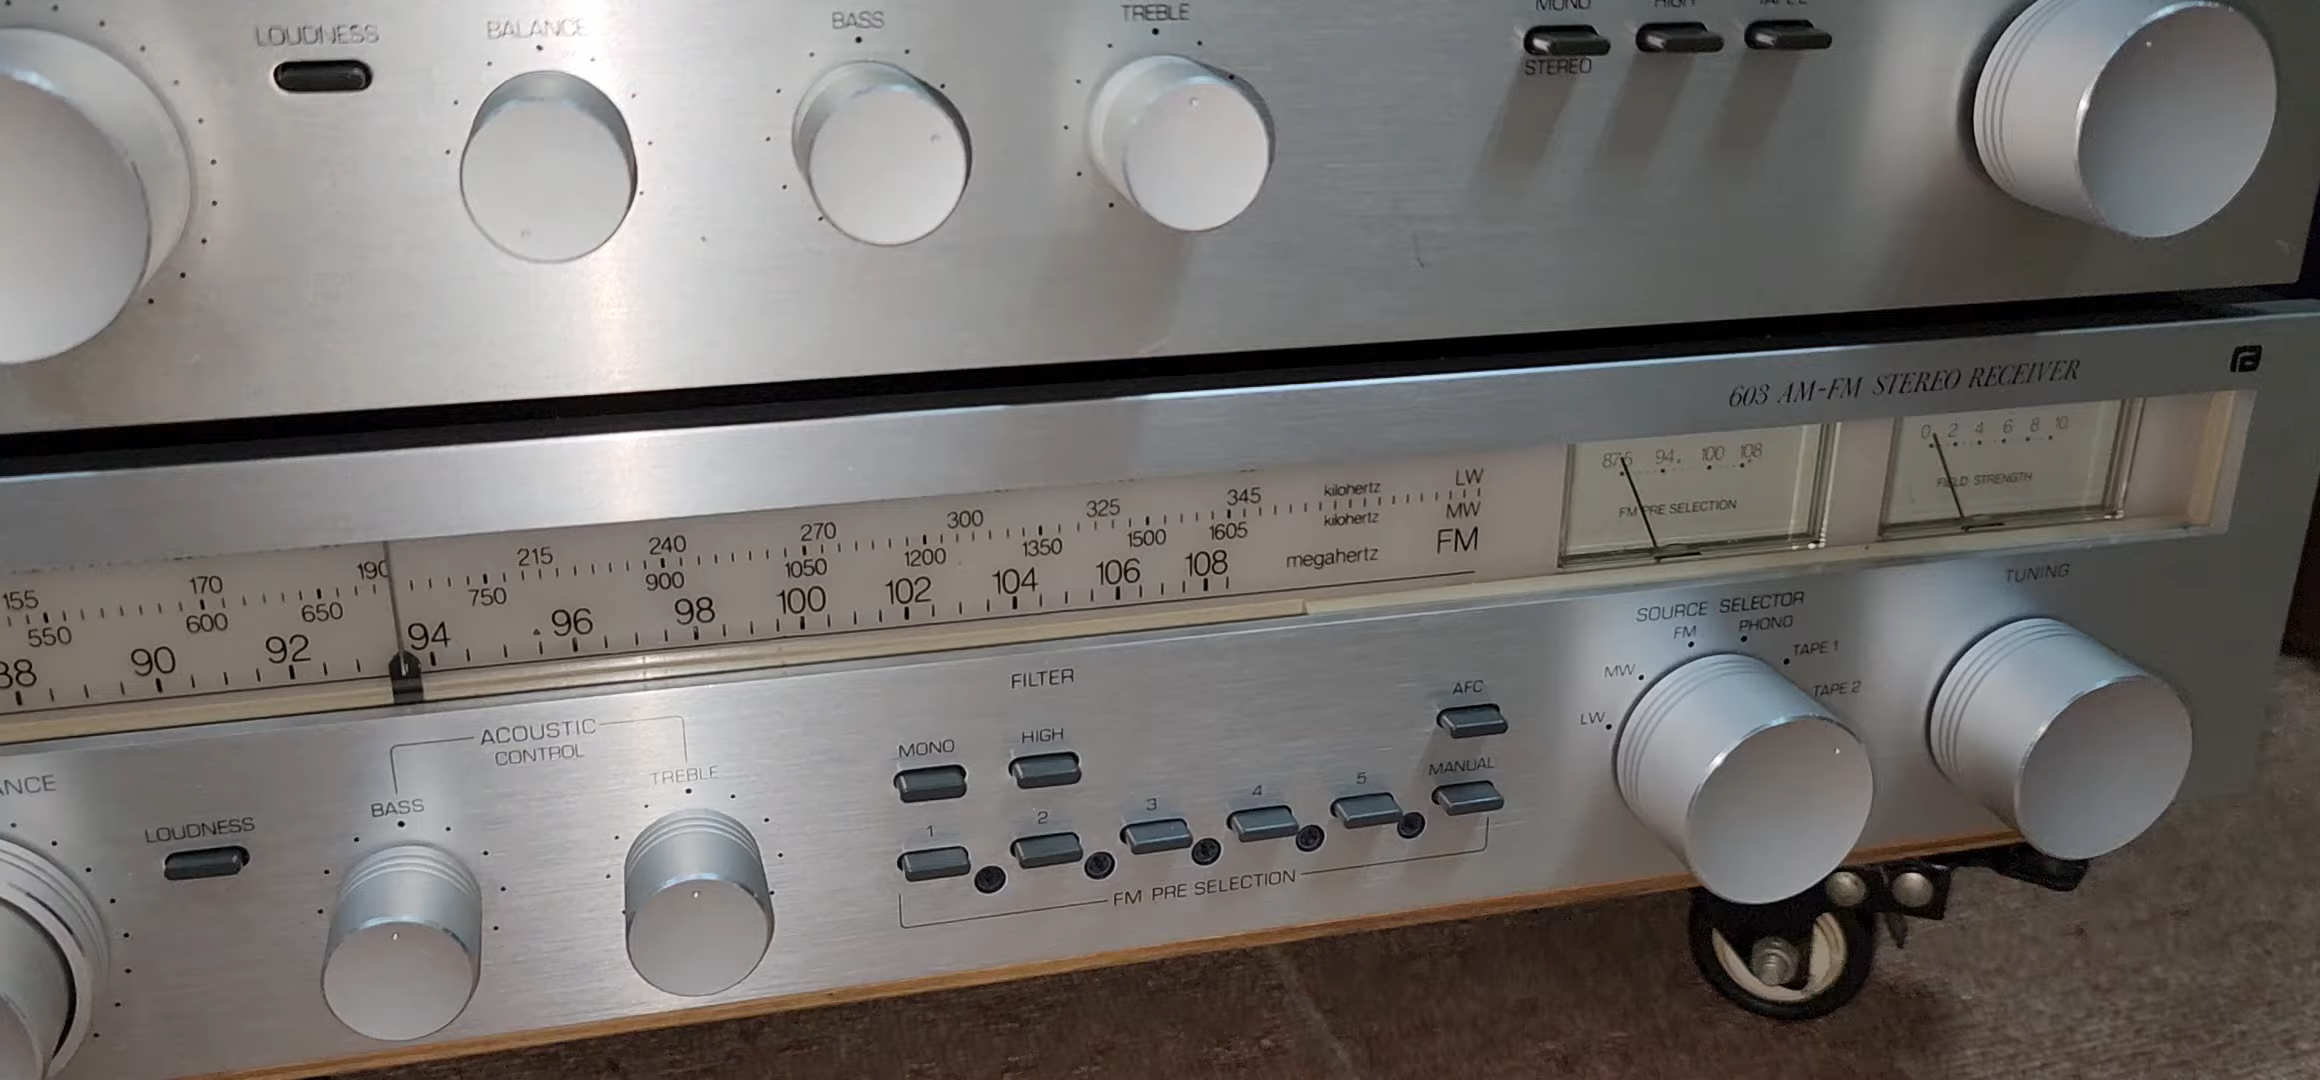 LOUDNESS
BALANCE
BASS
TREBLE
MONO
HIGH
STEREO
603 AM-FM STEREO RECEIVER
87.5 94 100 108
FM PRE SELECTION
0 2 4 6 8 10
FIELD STRENGTH
155 170 190 215 240 270 300 325 345 kilohertz LW
550 600 650 750 900 1050 1200 1350 1500 1605 kilohertz MW
88 90 92 94 96 98 100 102 104 106 108 megahertz FM
TUNING
SOURCE SELECTOR
FM
PHONO
MW
TAPE 1
LW
TAPE 2
FILTER
AFC
ACOUSTIC
CONTROL
MONO
HIGH
MANUAL
ANCE
LOUDNESS
BASS
TREBLE
1 2 3 4 5
FM PRE SELECTION